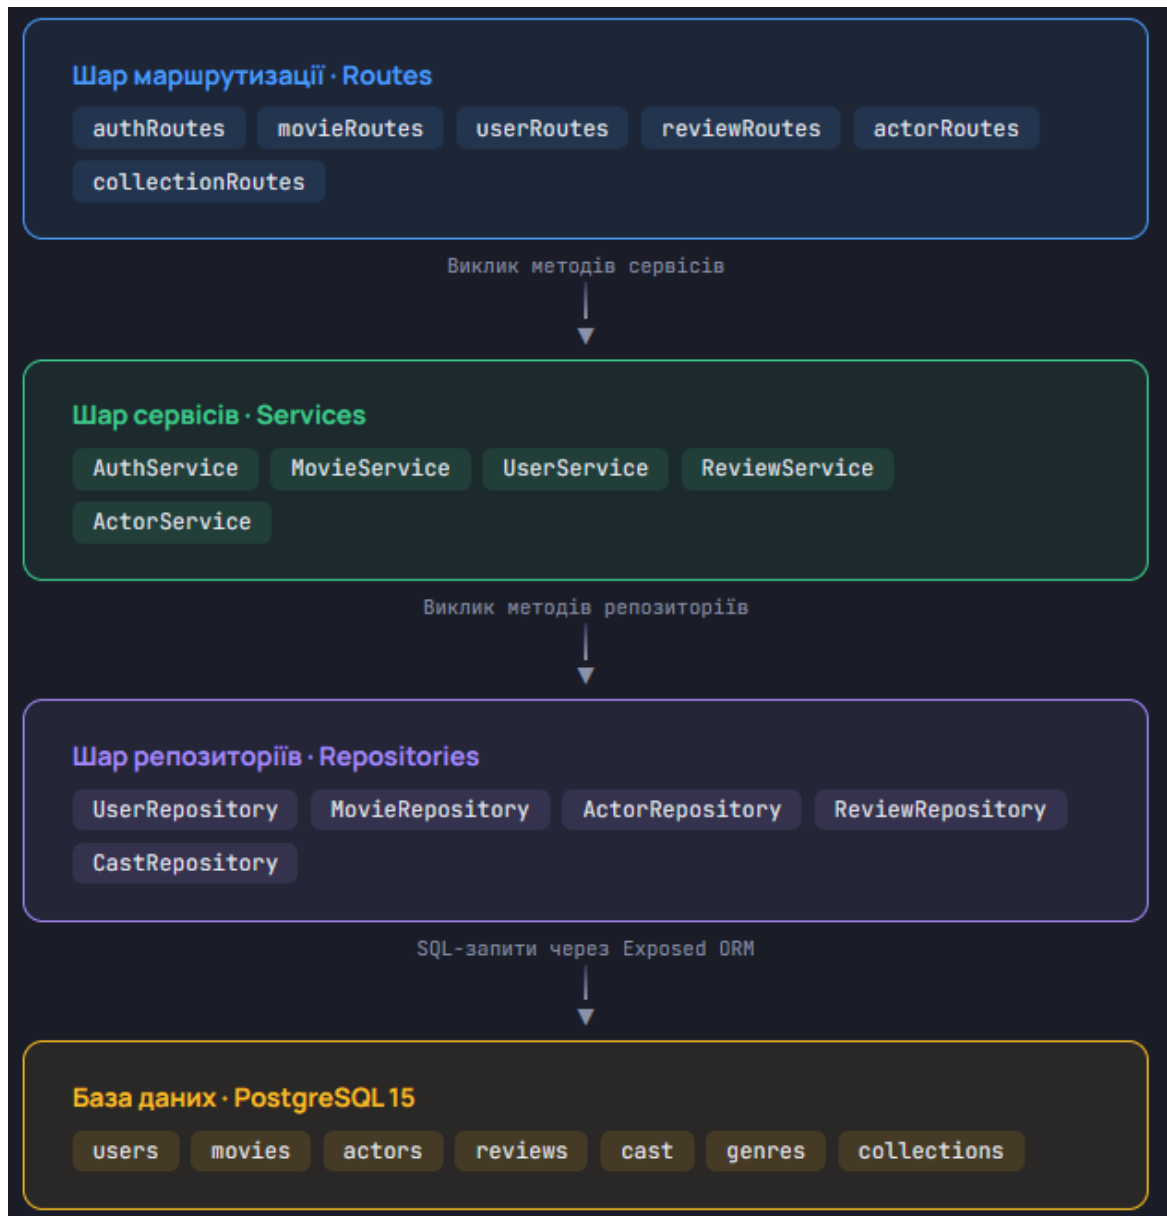 Шар маршрутизації · Routes
authRoutes movieRoutes userRoutes reviewRoutes actorRoutes
collectionRoutes
Виклик методів сервісів
Шар сервісів · Services
AuthService MovieService UserService ReviewService
ActorService
Виклик методів репозиторіїв
Шар репозиторіїв · Repositories
UserRepository MovieRepository ActorRepository ReviewRepository
CastRepository
SQL-запити через Exposed ORM
База даних · PostgreSQL 15
users movies actors reviews cast genres collections